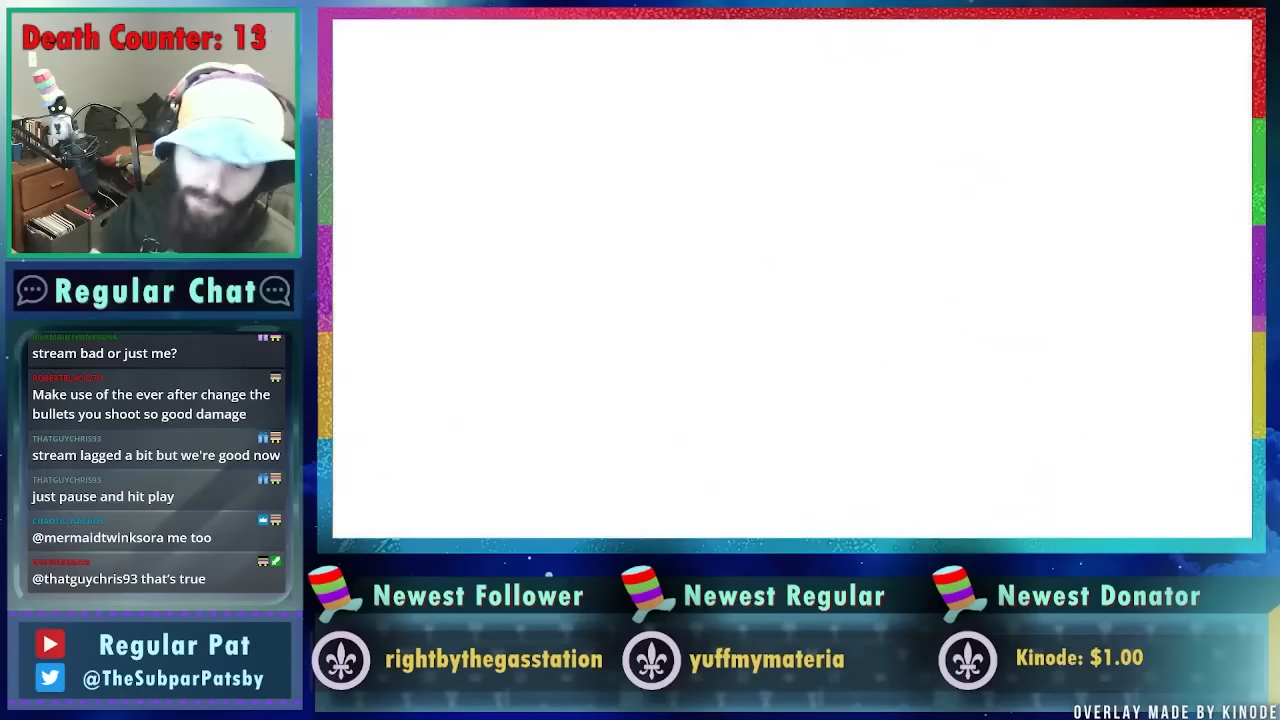 Death Counter: 13
Regular Chat
stream bad or just me?
Make use of the ever after change the
bullets you shoot so good damage
THATGUYCHRIS93
stream lagged a bit but we're good now
THATGUYCHRIS93
just pause and hit play
@mermaidtwinksora me too
@thatguychris93 that's true
Regular Pat
@TheSubparPatsby
Newest Follower
rightbythegasstation
Newest Regular
yuffmymateria
Newest Donator
Kinode: $1.00
OVERLAY MADE BY KINODE